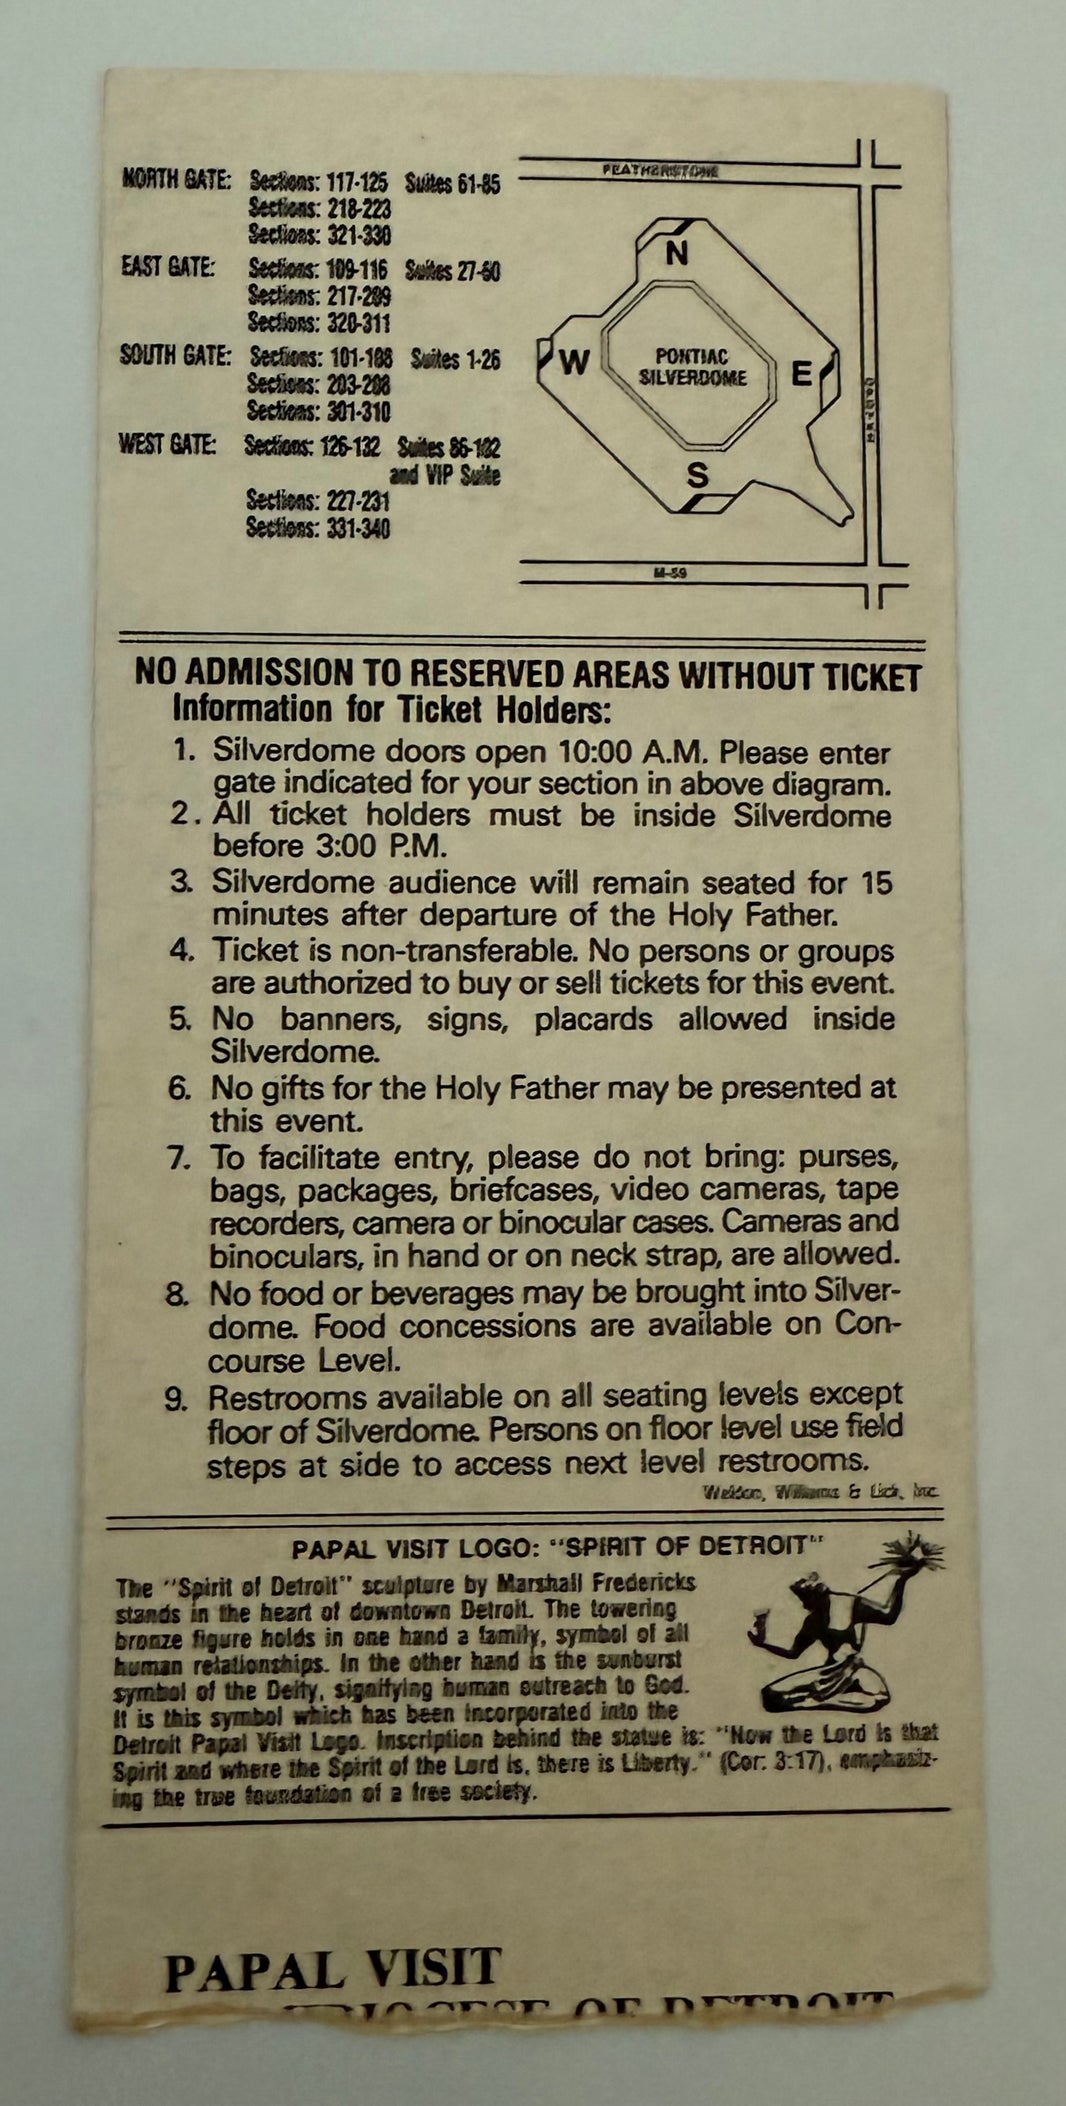 NORTH GATE: Sections: 117-125 Suites 61-85
Sections: 218-223
Sections: 321-330
EAST GATE: Sections: 109-116 Suites 27-60
Sections: 217-209
Sections: 320-311
SOUTH GATE: Sections: 101-108 Suites 1-26
Sections: 203-208
Sections: 301-310
WEST GATE: Sections: 126-132 Suites 86-102
and VIP Suite
Sections: 227-231
Sections: 331-340
FEATHERSTONE
N
W
PONTIAC
SILVERDOME
E
S
M-59
NO ADMISSION TO RESERVED AREAS WITHOUT TICKET
Information for Ticket Holders:
1. Silverdome doors open 10:00 A.M. Please enter
gate indicated for your section in above diagram.
2. All ticket holders must be inside Silverdome
before 3:00 P.M.
3. Silverdome audience will remain seated for 15
minutes after departure of the Holy Father.
4. Ticket is non-transferable. No persons or groups
are authorized to buy or sell tickets for this event.
5. No banners, signs, placards allowed inside
Silverdome.
6. No gifts for the Holy Father may be presented at
this event.
7. To facilitate entry, please do not bring: purses,
bags, packages, briefcases, video cameras, tape
recorders, camera or binocular cases. Cameras and
binoculars, in hand or on neck strap, are allowed.
8. No food or beverages may be brought into Silver-
dome. Food concessions are available on Con-
course Level.
9. Restrooms available on all seating levels except
floor of Silverdome. Persons on floor level use field
steps at side to access next level restrooms.
Weldon, Williams & Lick, Inc.
PAPAL VISIT LOGO: "SPIRIT OF DETROIT"
The "Spirit of Detroit" sculpture by Marshall Fredericks
stands in the heart of downtown Detroit. The towering
bronze figure holds in one hand a family, symbol of all
human relationships. In the other hand is the sunburst
symbol of the Deity, signifying human outreach to God.
It is this symbol which has been incorporated into the
Detroit Papal Visit Logo. Inscription behind the statue is: "Now the Lord is that
Spirit and where the Spirit of the Lord is, there is Liberty." (Cor. 3:17), emphasiz-
ing the true foundation of a free society.
PAPAL VISIT
OF DETROIT